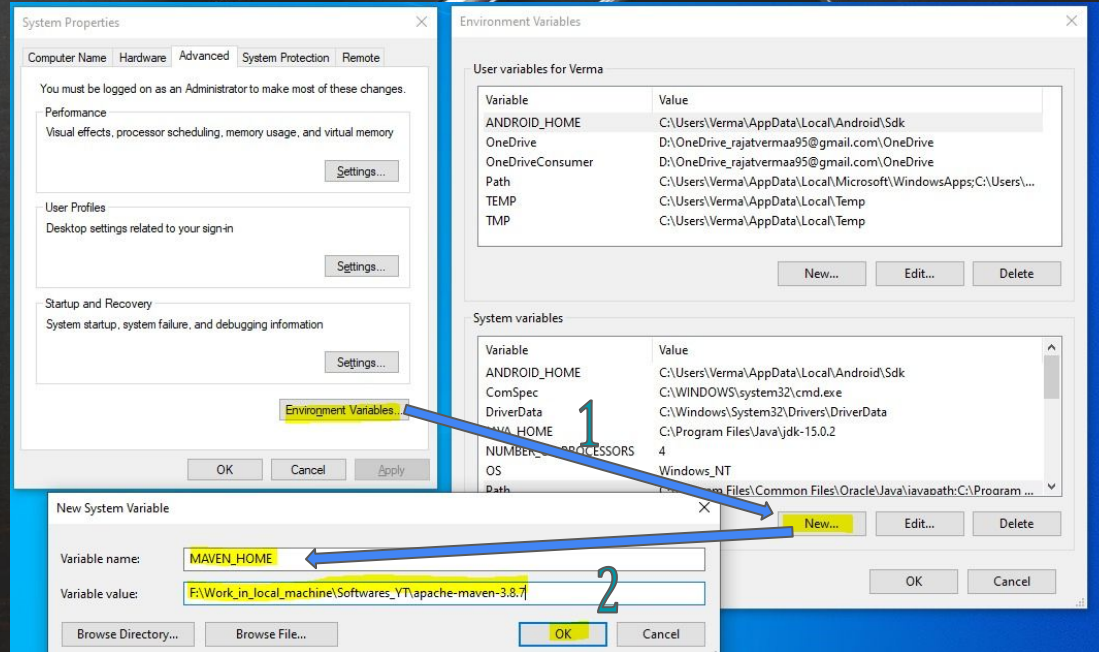 System Properties
Computer Name Hardware Advanced System Protection Remote
You must be logged on as an Administrator to make most of these changes.
Performance
Visual effects, processor scheduling, memory usage, and virtual memory
Settings...
User Profiles
Desktop settings related to your sign-in
Settings...
Startup and Recovery
System startup, system failure, and debugging information
Settings...
Environment Variables...
OK Cancel Apply
Environment Variables
User variables for Verma
Variable Value
ANDROID_HOME C:\Users\Verma\AppData\Local\Android\Sdk
OneDrive D:\OneDrive_rajatvermaa95@gmail.com\OneDrive
OneDriveConsumer D:\OneDrive_rajatvermaa95@gmail.com\OneDrive
Path C:\Users\Verma\AppData\Local\Microsoft\WindowsApps;C:\Users\...
TEMP C:\Users\Verma\AppData\Local\Temp
TMP C:\Users\Verma\AppData\Local\Temp
New... Edit... Delete
System variables
Variable Value
ANDROID_HOME C:\Users\Verma\AppData\Local\Android\Sdk
ComSpec C:\WINDOWS\system32\cmd.exe
DriverData C:\Windows\System32\Drivers\DriverData
HOME C:\Program Files\Java\jdk-15.0.2
4
OS Windows_NT
Path Files\Common Files\Oracle\Java\javapath;C:\Program ...
1
New... Edit... Delete
OK Cancel
New System Variable
Variable name: MAVEN_HOME
Variable value: F:\Work_in_local_machine\Softwares_YT\apache-maven-3.8.7
2
Browse Directory... Browse File... OK Cancel